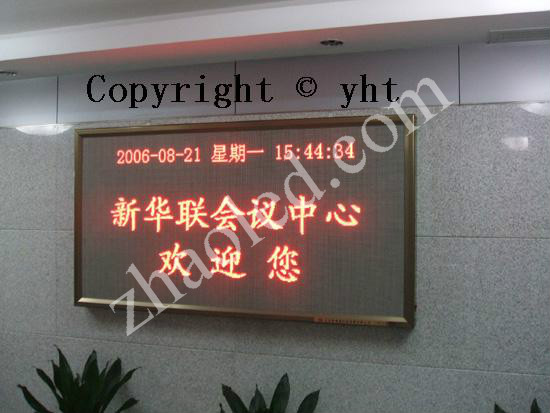 Copyright © yht
2006-08-21 星期一 15:44:34
新华联会议中心
欢迎您
zhaoled.com